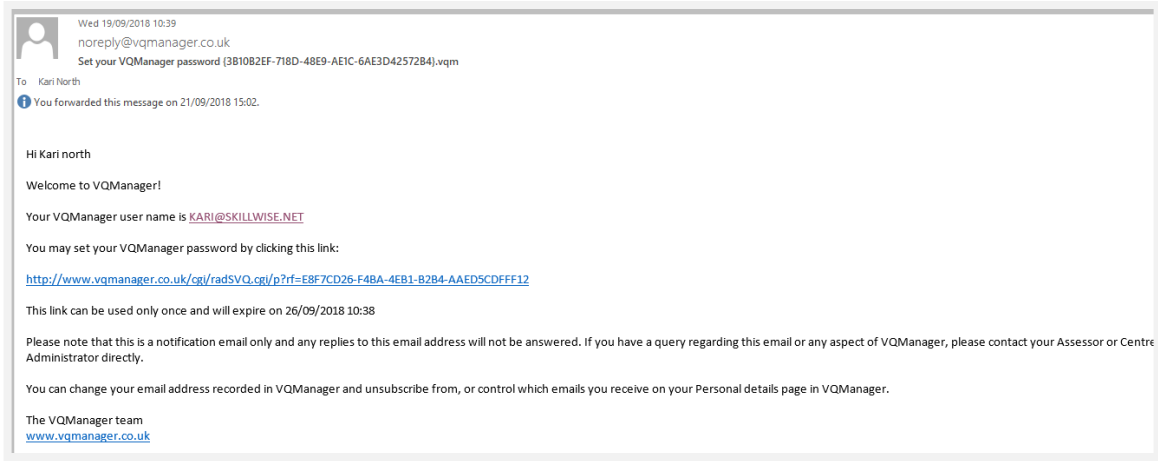 Wed 19/09/2018 10:39
noreply@vqmanager.co.uk
Set your VQManager password {3B10B2EF-718D-48E9-AE1C-6AE3D42572B4}.vqm
To Kari North
You forwarded this message on 21/09/2018 15:02.
Hi Kari north
Welcome to VQManager!
Your VQManager user name is KARI@SKILLWISE.NET
You may set your VQManager password by clicking this link:
http://www.vqmanager.co.uk/cgi/radSVQ.cgi/p?rf=E8F7CD26-F4BA-4EB1-B2B4-AAED5CDFFF12
This link can be used only once and will expire on 26/09/2018 10:38
Please note that this is a notification email only and any replies to this email address will not be answered. If you have a query regarding this email or any aspect of VQManager, please contact your Assessor or Centre
Administrator directly.
You can change your email address recorded in VQManager and unsubscribe from, or control which emails you receive on your Personal details page in VQManager.
The VQManager team
www.vqmanager.co.uk